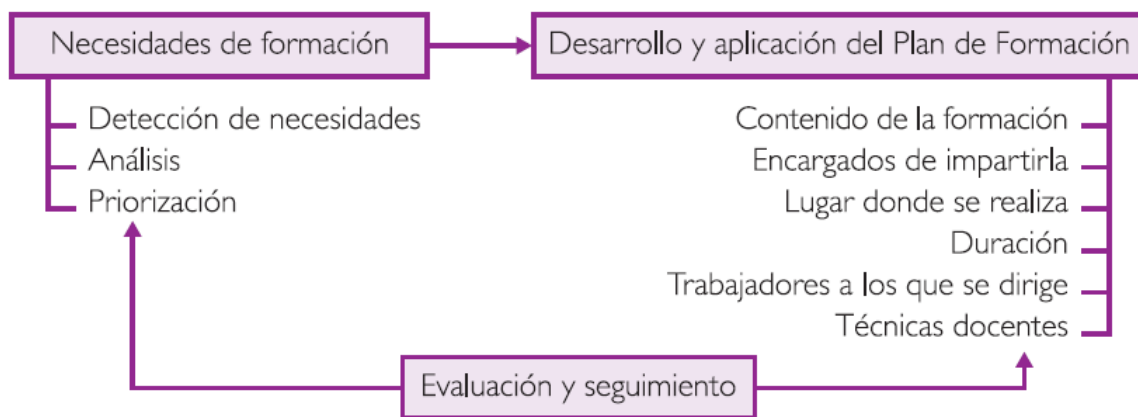 Necesidades de formación
Desarrollo y aplicación del Plan de Formación
Detección de necesidades
Análisis
Priorización
Contenido de la formación
Encargados de impartirla
Lugar donde se realiza
Duración
Trabajadores a los que se dirige
Técnicas docentes
Evaluación y seguimiento